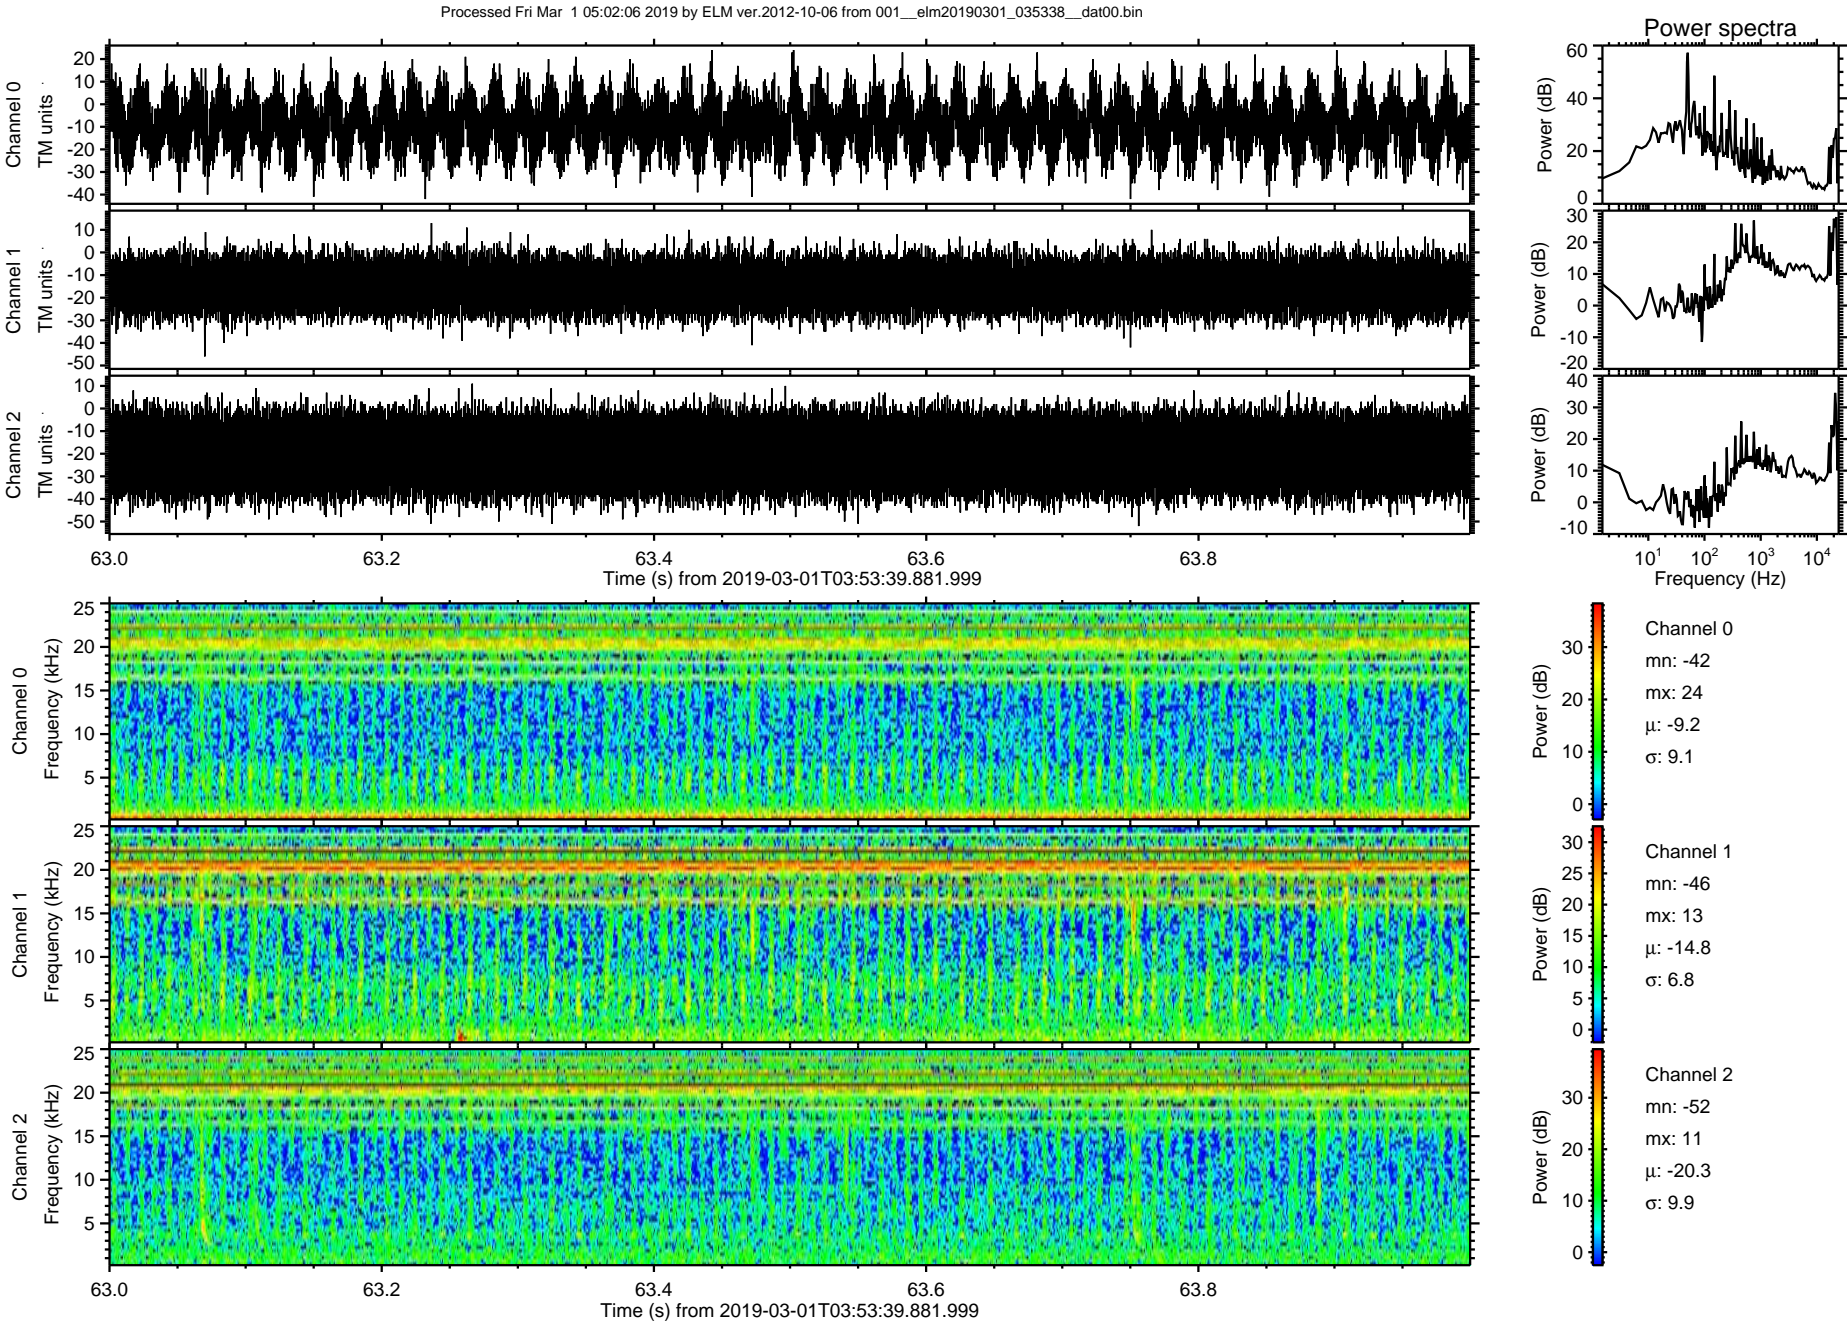 Processed Fri Mar  1 05:02:06 2019 by ELM ver.2012-10-06 from 001__elm20190301_035338__dat00.bin
Power spectra
Channel 0
TM units
20
10
0
-10
-20
-30
-40
Power (dB)
60
40
20
0
Channel 1
TM units
10
0
-10
-20
-30
-40
-50
Power (dB)
30
20
10
0
-10
-20
Channel 2
TM units
10
0
-10
-20
-30
-40
-50
Power (dB)
40
30
20
10
0
-10
63.0 63.2 63.4 63.6 63.8
Time (s) from 2019-03-01T03:53:39.881.999
10^1 10^2 10^3 10^4
Frequency (Hz)
Channel 0
Frequency (kHz)
25
20
15
10
5
Power (dB)
30
20
10
0
Channel 0
mn: -42
mx: 24
μ: -9.2
σ: 9.1
Channel 1
Frequency (kHz)
25
20
15
10
5
Power (dB)
30
25
20
15
10
5
0
Channel 1
mn: -46
mx: 13
μ: -14.8
σ: 6.8
Channel 2
Frequency (kHz)
25
20
15
10
5
Power (dB)
30
20
10
0
Channel 2
mn: -52
mx: 11
μ: -20.3
σ: 9.9
63.0 63.2 63.4 63.6 63.8
Time (s) from 2019-03-01T03:53:39.881.999